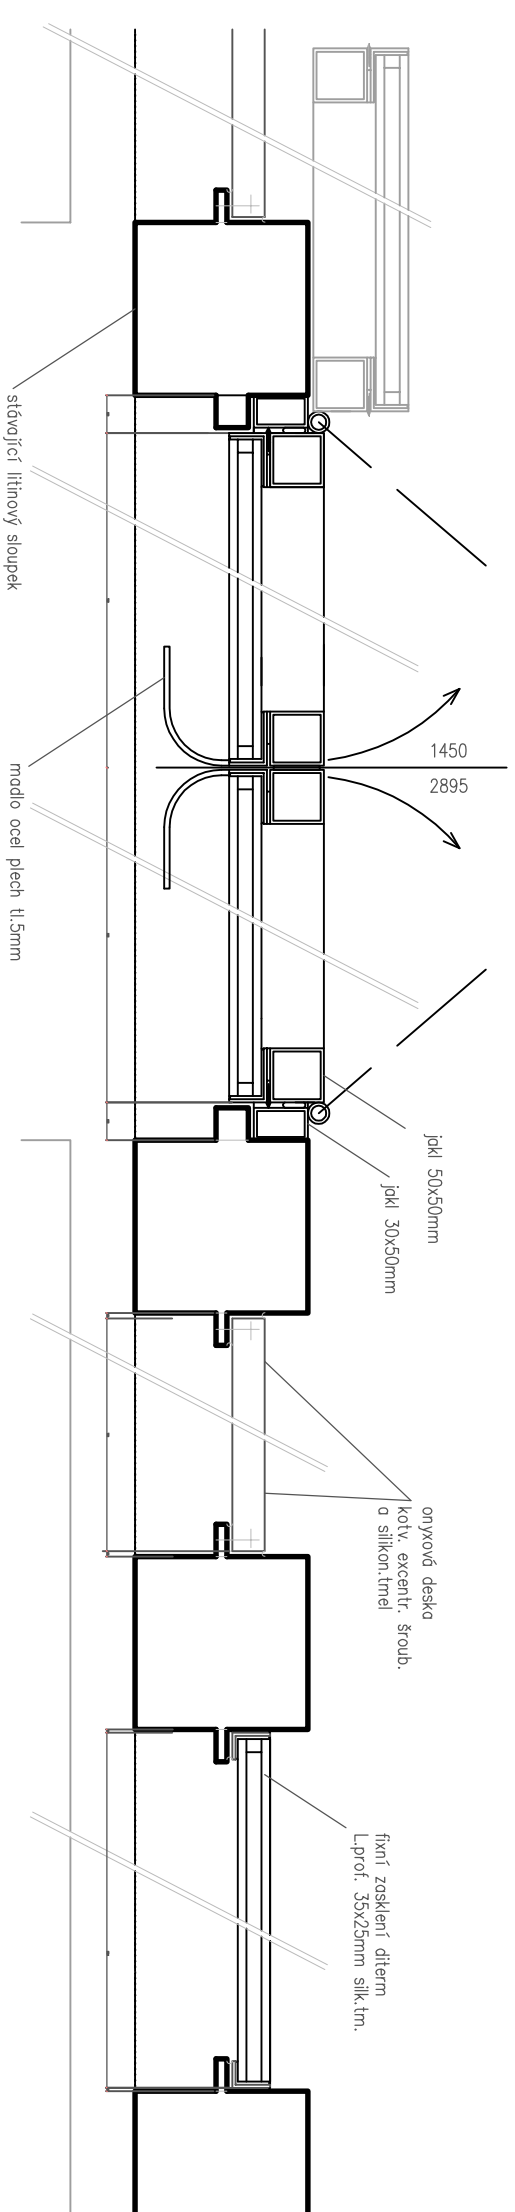 stávající litinový sloupek
madlo ocel plech tl.5mm
1450
2895
jakl 50x50mm
jakl 30x50mm
onyxová deska
kotv. excentr. šroub.
a silikon.tmel
fixní zasklení diterm
L.prof. 35x25mm silk.tm.